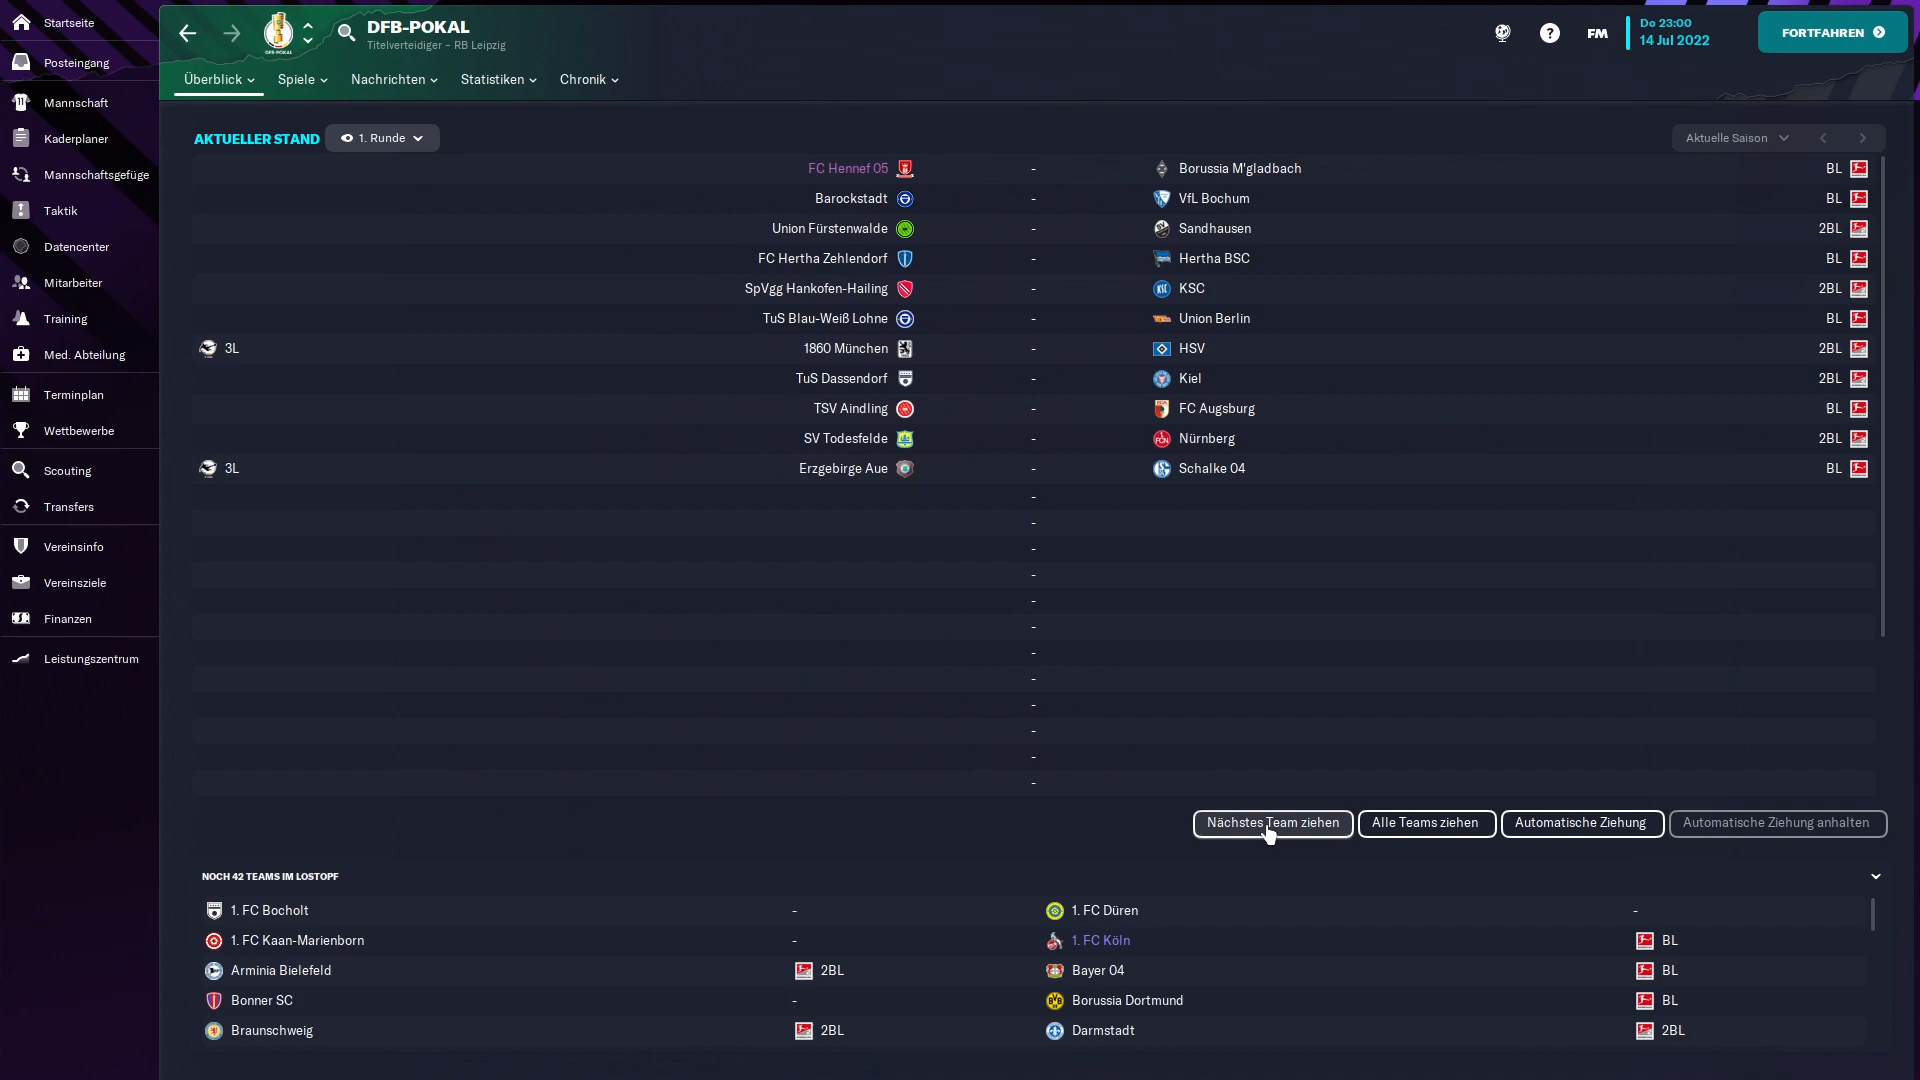 Startseite
Posteingang
Mannschaft
Kaderplaner
Mannschaftsgefüge
Taktik
Datencenter
Mitarbeiter
Training
Med. Abteilung
Terminplan
Wettbewerbe
Scouting
Transfers
Vereinsinfo
Vereinsziele
Finanzen
Leistungszentrum
DFB-POKAL
Titelverteidiger – RB Leipzig
FM
Do 23:00
14 Jul 2022
FORTFAHREN
Überblick Spiele Nachrichten Statistiken Chronik
AKTUELLER STAND 1. Runde Aktuelle Saison
FC Hennef 05 - Borussia M'gladbach BL
Barockstadt - VfL Bochum BL
Union Fürstenwalde - Sandhausen 2BL
FC Hertha Zehlendorf - Hertha BSC BL
SpVgg Hankofen-Hailing - KSC 2BL
TuS Blau-Weiß Lohne - Union Berlin BL
3L 1860 München - HSV 2BL
TuS Dassendorf - Kiel 2BL
TSV Aindling - FC Augsburg BL
SV Todesfelde - Nürnberg 2BL
3L Erzgebirge Aue - Schalke 04 BL
-
-
-
-
-
-
-
-
-
-
-
-
Nächstes Team ziehen Alle Teams ziehen Automatische Ziehung Automatische Ziehung anhalten
NOCH 42 TEAMS IM LOSTOPF
1. FC Bocholt - 1. FC Düren -
1. FC Kaan-Marienborn - 1. FC Köln BL
Arminia Bielefeld 2BL Bayer 04 BL
Bonner SC - Borussia Dortmund BL
Braunschweig 2BL Darmstadt 2BL